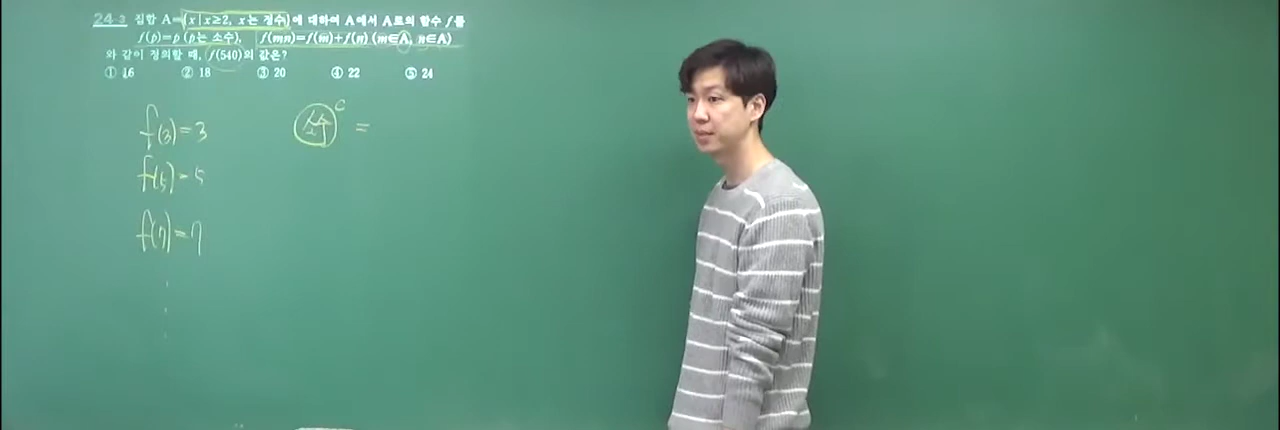 24-3 집합 A={x | x≥2, x는 정수}에 대하여 A에서 A로의 함수 f를
f(p)=p (p는 소수), f(mn)=f(m)+f(n) (m∈A, n∈A)
와 같이 정의할 때, f(540)의 값은?
① 16 ② 18 ③ 20 ④ 22 ⑤ 24
f(3)=3
f(5)=5
f(7)=7
(소수)ᶜ =